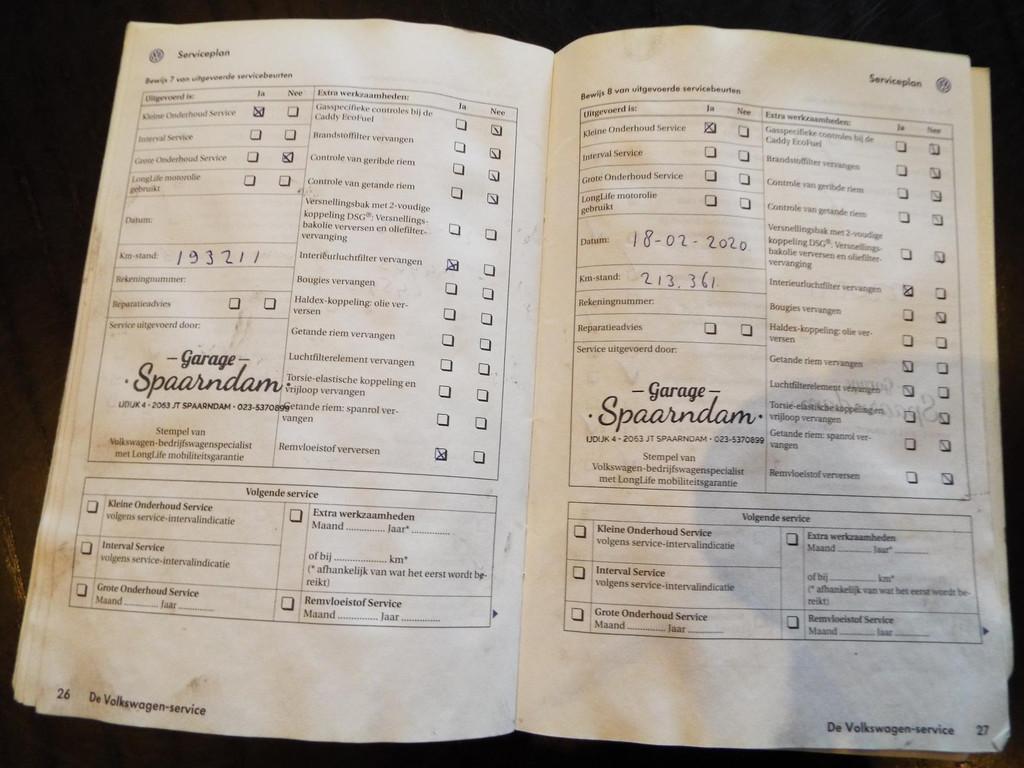 Serviceplan
Bewijs 7 van uitgevoerde servicebeurten
Uitgevoerd is:
Ja
Nee
Kleine Onderhoud Service
Interval Service
Grote Onderhoud Service
LongLife motorolie
gebruikt
Datum:
Km-stand: 193211
Rekeningnummer:
Reparatieadvies
Service uitgevoerd door:
– Garage –
· Spaarndam ·
IJDIJK 4 • 2063 JT SPAARNDAM • 023-5370899
Stempel van
Volkswagen-bedrijfswagenspecialist
met LongLife mobiliteitsgarantie
Extra werkzaamheden:
Ja
Nee
Gasspecifieke controles bij de
Caddy EcoFuel
Brandstoffilter vervangen
Controle van geribde riem
Controle van getande riem
Versnellingsbak met 2-voudige
koppeling DSG®: Versnellings-
bakolie verversen en oliefilter-
vervanging
Interieurluchtfilter vervangen
Bougies vervangen
Haldex-koppeling: olie ver-
versen
Getande riem vervangen
Luchtfilterelement vervangen
Torsie-elastische koppeling en
vrijloop vervangen
Getande riem: spanrol ver-
vangen
Remvloeistof verversen
Volgende service
Kleine Onderhoud Service
volgens service-intervalindicatie
Interval Service
volgens service-intervalindicatie
Grote Onderhoud Service
Maand ............ Jaar ............
Extra werkzaamheden
Maand ............ Jaar* ............
of bij ............ km*
(* afhankelijk van wat het eerst wordt be-
reikt)
Remvloeistof Service
Maand ............ Jaar ............
26 De Volkswagen-service
Serviceplan
Bewijs 8 van uitgevoerde servicebeurten
Uitgevoerd is:
Ja
Nee
Kleine Onderhoud Service
Interval Service
Grote Onderhoud Service
LongLife motorolie
gebruikt
Datum: 18-02-2020
Km-stand: 213.361
Rekeningnummer:
Reparatieadvies
Service uitgevoerd door:
– Garage –
· Spaarndam ·
IJDIJK 4 • 2063 JT SPAARNDAM • 023-5370899
Stempel van
Volkswagen-bedrijfswagenspecialist
met LongLife mobiliteitsgarantie
Extra werkzaamheden:
Ja
Nee
Gasspecifieke controles bij de
Caddy EcoFuel
Brandstoffilter vervangen
Controle van geribde riem
Controle van getande riem
Versnellingsbak met 2-voudige
koppeling DSG®: Versnellings-
bakolie verversen en oliefilter-
vervanging
Interieurluchtfilter vervangen
Bougies vervangen
Haldex-koppeling: olie ver-
versen
Getande riem vervangen
Luchtfilterelement vervangen
Torsie-elastische koppeling en
vrijloop vervangen
Getande riem: spanrol ver-
vangen
Remvloeistof verversen
Volgende service
Kleine Onderhoud Service
volgens service-intervalindicatie
Interval Service
volgens service-intervalindicatie
Grote Onderhoud Service
Maand ............ Jaar ............
Extra werkzaamheden
Maand ............ Jaar* ............
of bij ............ km*
(* afhankelijk van wat het eerst wordt be-
reikt)
Remvloeistof Service
Maand ............ Jaar ............
De Volkswagen-service 27